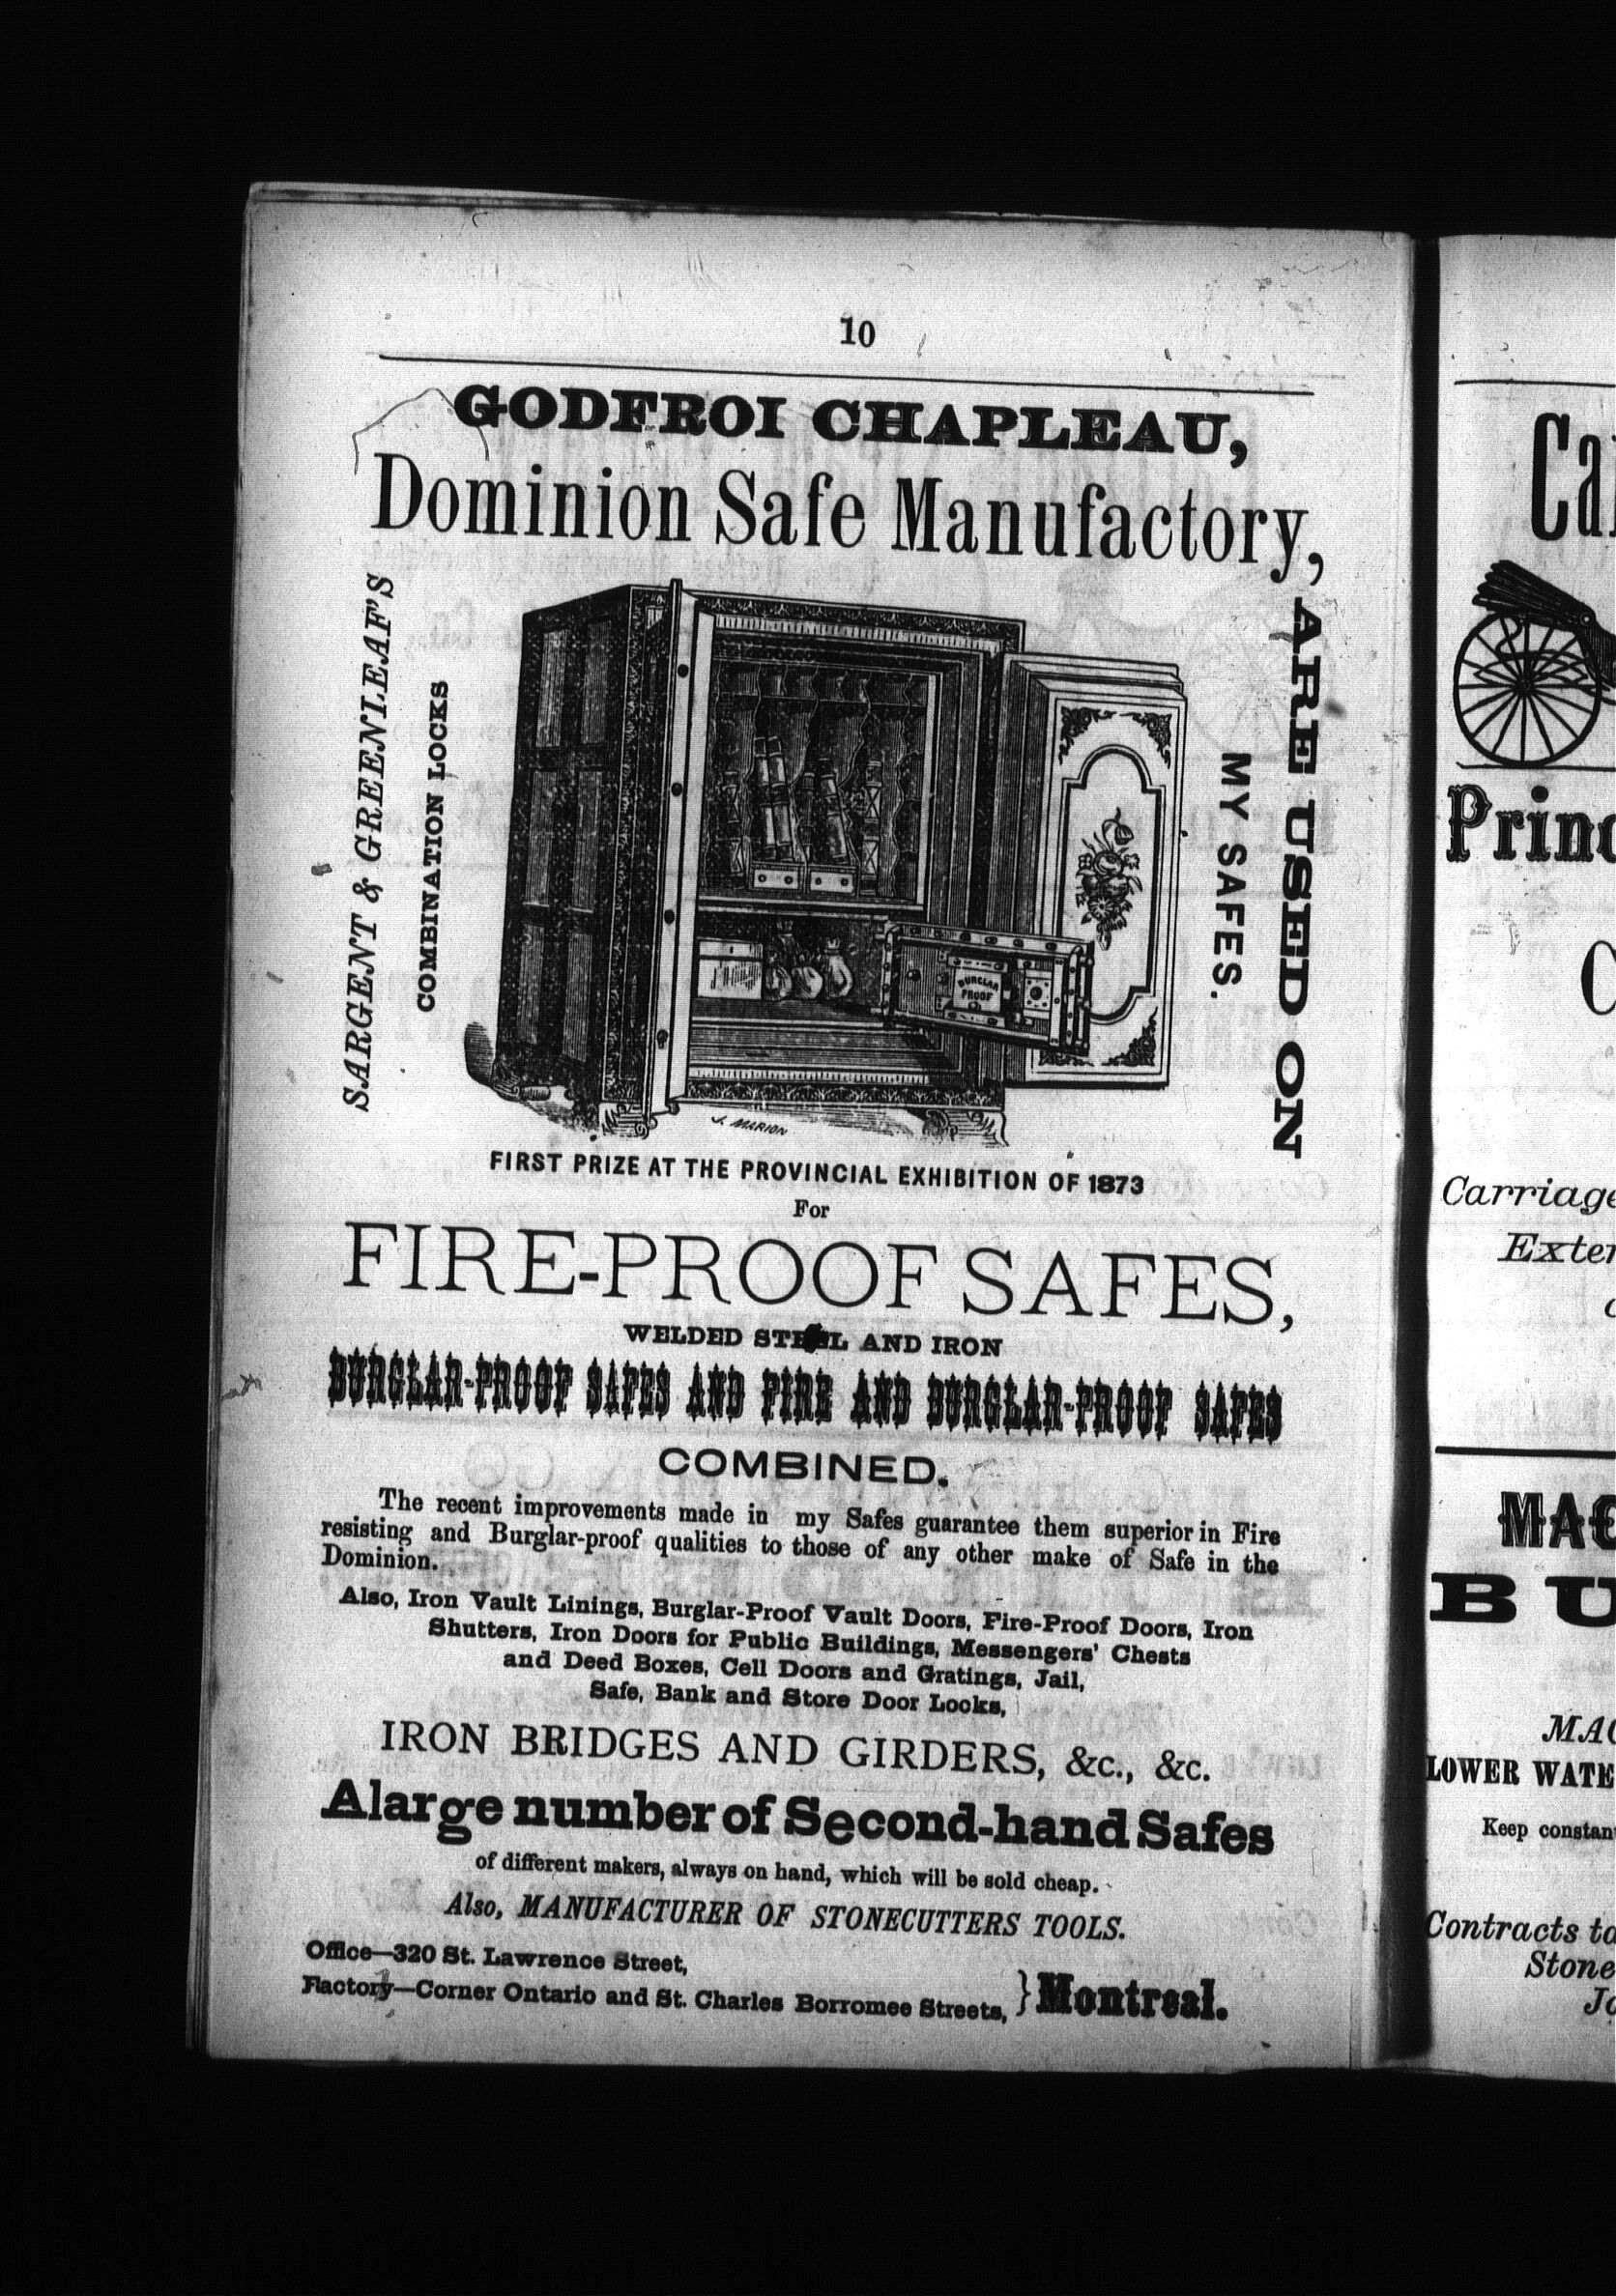 10
GODFROI CHAPLEAU,
Dominion Safe Manufactory,
SARGENT & GREENLEAF'S
COMBINATION LOCKS
ARE USED ON
MY SAFES.
BURGLAR
PROOF
J. MARION
FIRST PRIZE AT THE PROVINCIAL EXHIBITION OF 1873
For
FIRE-PROOF SAFES,
WELDED STEEL AND IRON
BURGLAR-PROOF SAFES AND FIRE AND BURGLAR-PROOF SAFES
COMBINED.
The recent improvements made in my Safes guarantee them superior in Fire
resisting and Burglar-proof qualities to those of any other make of Safe in the
Dominion.
Also, Iron Vault Linings, Burglar-Proof Vault Doors, Fire-Proof Doors, Iron
Shutters, Iron Doors for Public Buildings, Messengers' Chests
and Deed Boxes, Cell Doors and Gratings, Jail,
Safe, Bank and Store Door Locks,
IRON BRIDGES AND GIRDERS, &c., &c.
A large number of Second-hand Safes
of different makers, always on hand, which will be sold cheap.
Also, MANUFACTURER OF STONECUTTERS TOOLS.
Office—320 St. Lawrence Street,
Factory—Corner Ontario and St. Charles Borromee Streets, } Montreal.
Carriage
MAC
BU
MAC
LOWER WATE
Keep constan
Contracts ta
Stone